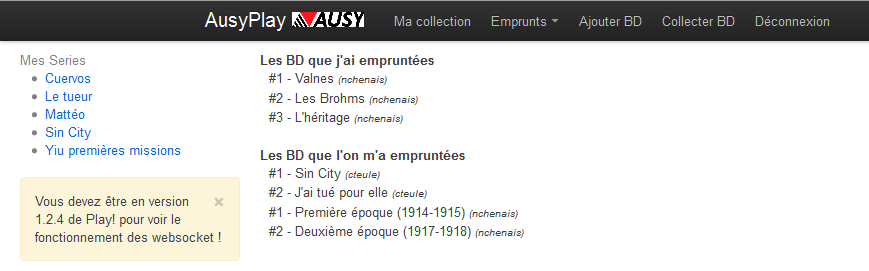 AusyPlay AUSY Ma collection Emprunts Ajouter BD Collecter BD Déconnexion
Mes Series
Cuervos
Le tueur
Mattéo
Sin City
Yiu premières missions
Vous devez être en version ×
1.2.4 de Play! pour voir le
fonctionnement des websocket !
Les BD que j'ai empruntées
#1 - Valnes (nchenais)
#2 - Les Brohms (nchenais)
#3 - L'héritage (nchenais)
Les BD que l'on m'a empruntées
#1 - Sin City (cteule)
#2 - J'ai tué pour elle (cteule)
#1 - Première époque (1914-1915) (nchenais)
#2 - Deuxième époque (1917-1918) (nchenais)